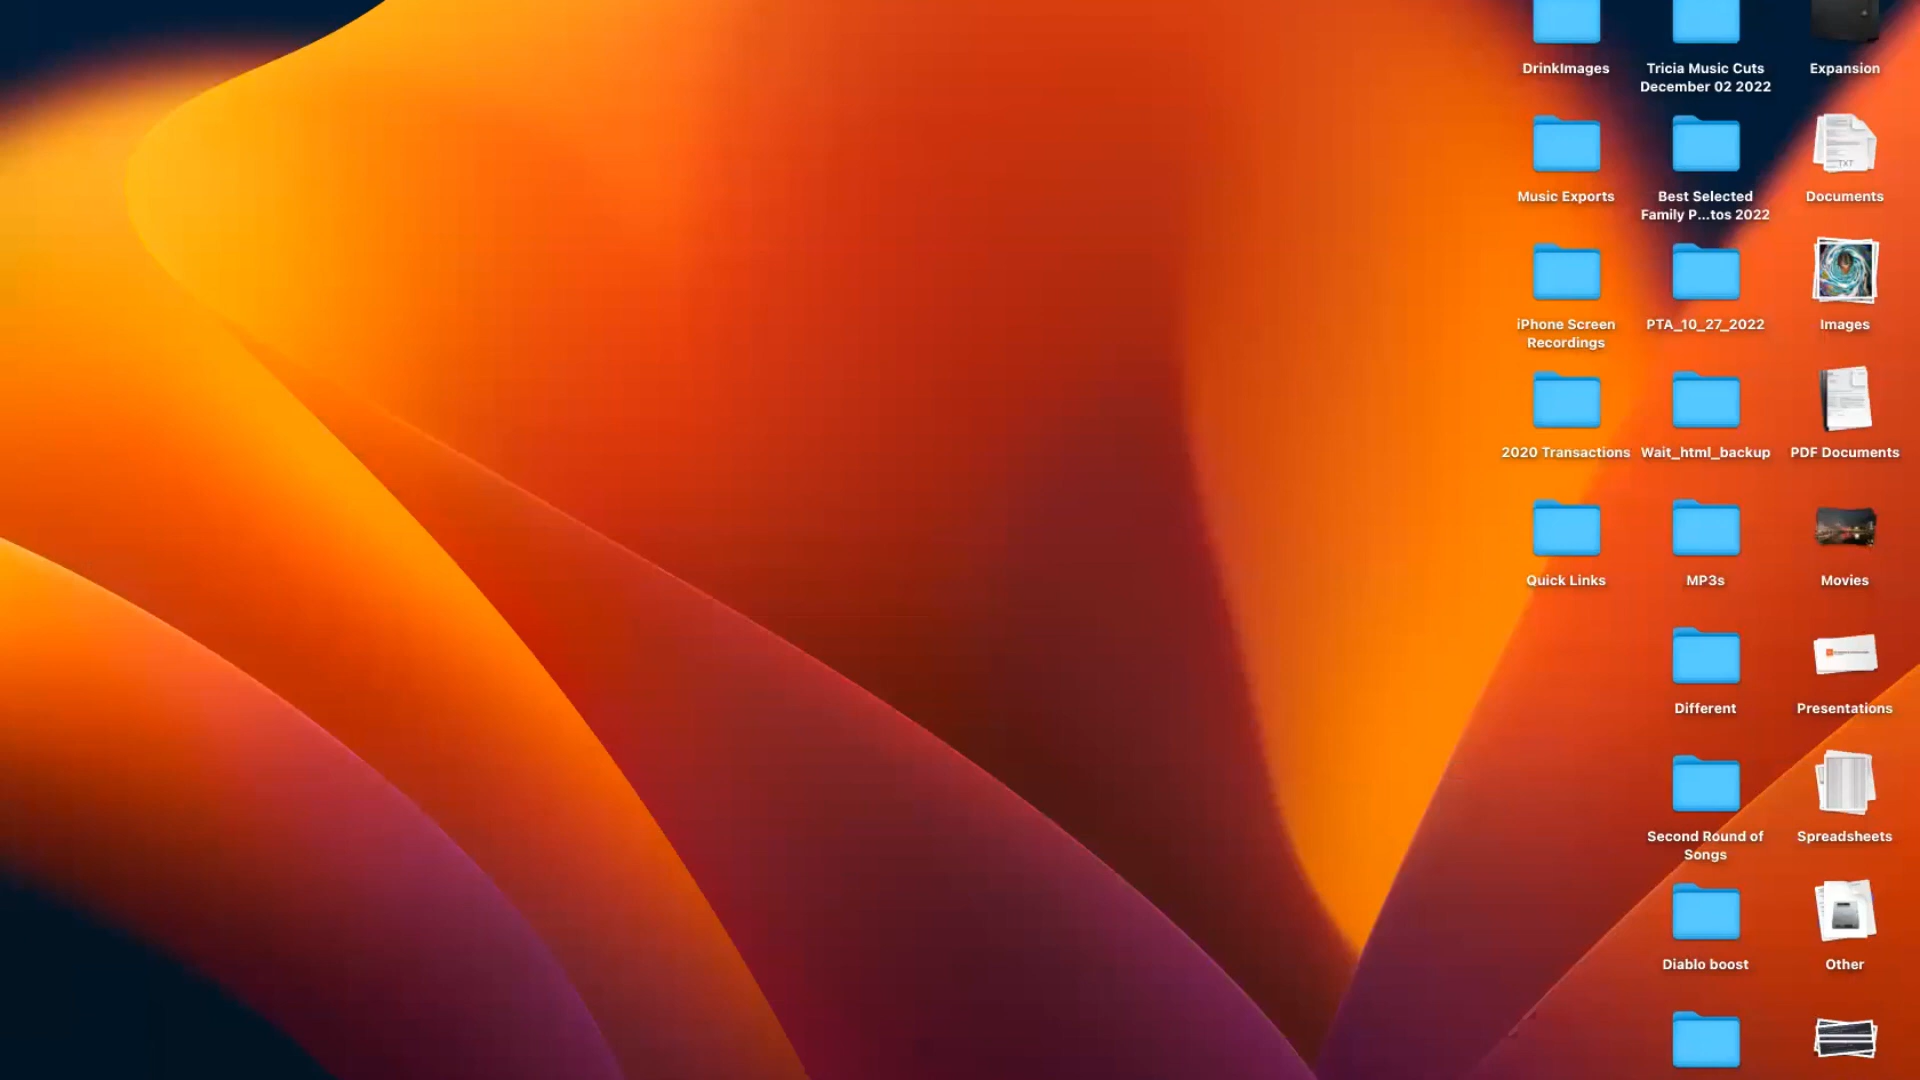 DrinkImages
Tricia Music Cuts
December 02 2022
Expansion
Music Exports
Best Selected
Family P...tos 2022
TXT
Documents
iPhone Screen
Recordings
PTA_10_27_2022
Images
2020 Transactions
Wait_html_backup
PDF Documents
Quick Links
MP3s
Movies
Different
Presentations
Second Round of
Songs
Spreadsheets
Diablo boost
Other